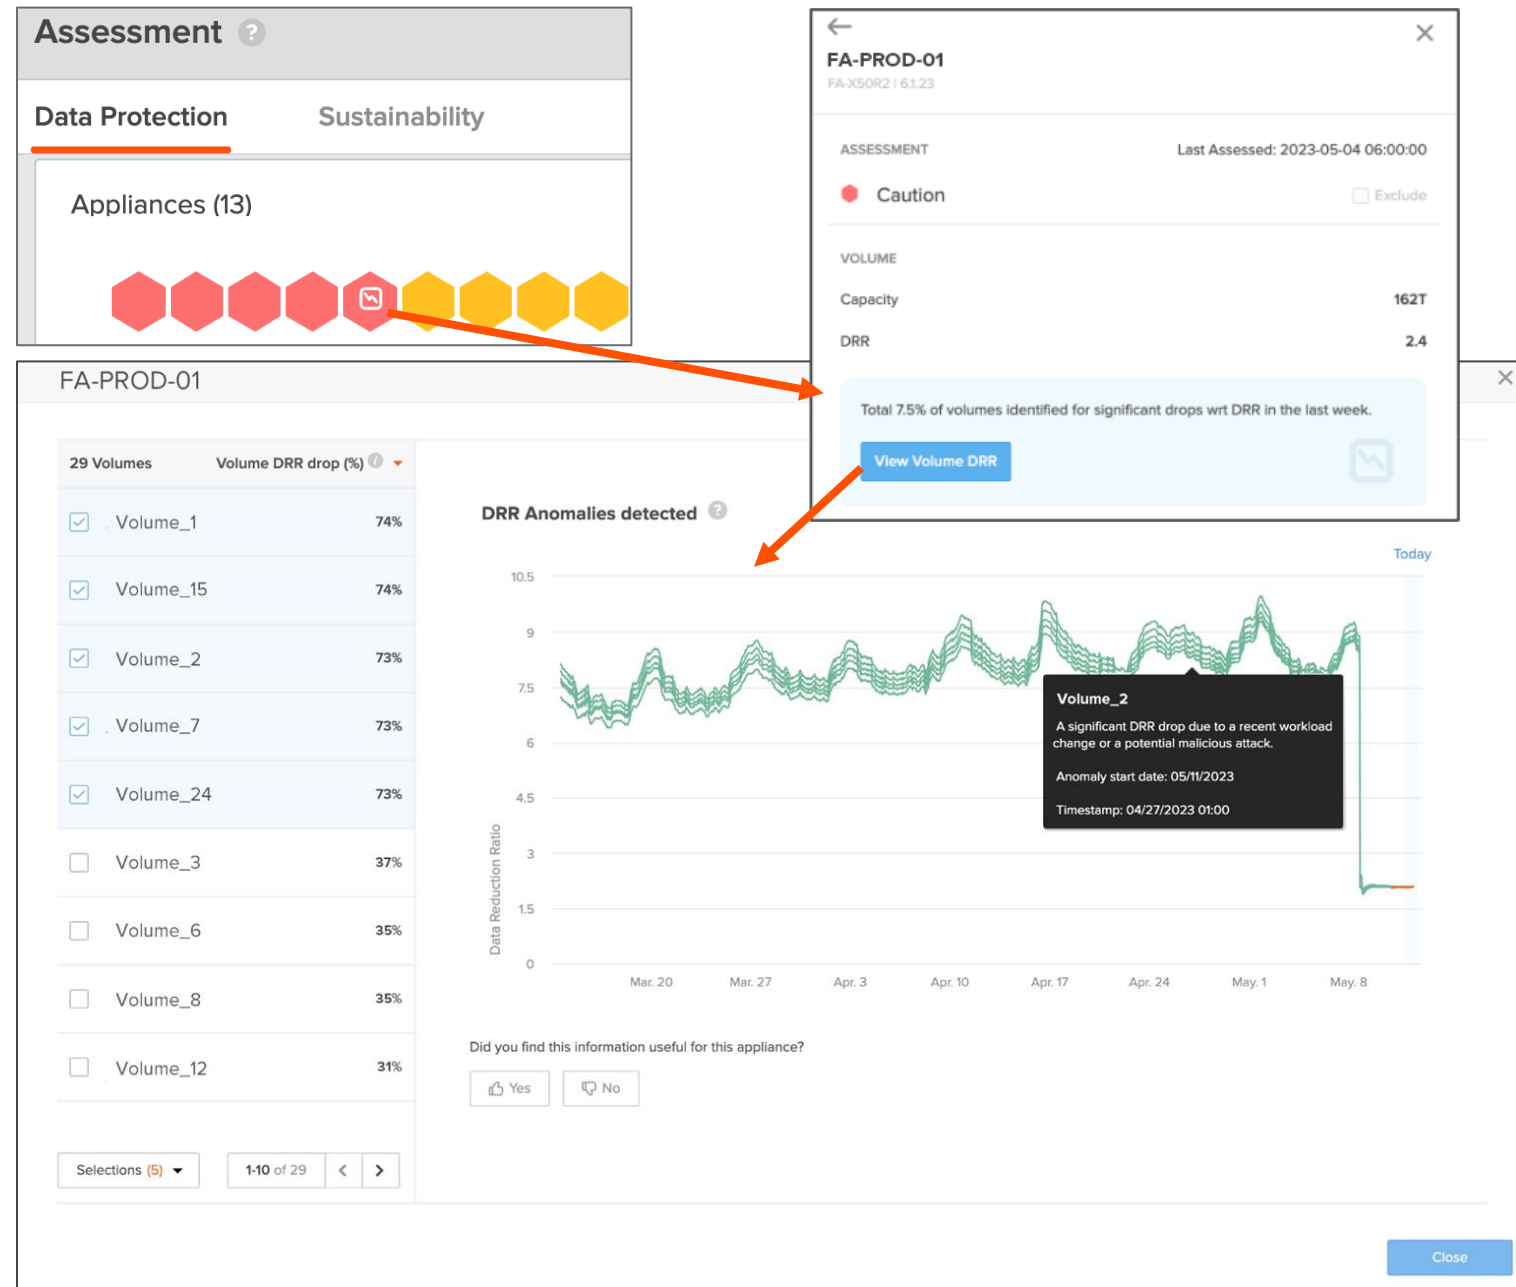 Assessment ?
Data Protection Sustainability
Appliances (13)
FA-PROD-01
FA-X50R2 | 6.1.23
ASSESSMENT Last Assessed: 2023-05-04 06:00:00
Caution Exclude
VOLUME
Capacity 162T
DRR 2.4
Total 7.5% of volumes identified for significant drops wrt DRR in the last week.
View Volume DRR
FA-PROD-01
29 Volumes Volume DRR drop (%) i
Volume_1 74%
Volume_15 74%
Volume_2 73%
Volume_7 73%
Volume_24 73%
Volume_3 37%
Volume_6 35%
Volume_8 35%
Volume_12 31%
Selections (5) 1-10 of 29
DRR Anomalies detected ?
Today
10.5
9
7.5
6
4.5
3
1.5
0
Data Reduction Ratio
Mar. 20 Mar. 27 Apr. 3 Apr. 10 Apr. 17 Apr. 24 May. 1 May. 8
Volume_2
A significant DRR drop due to a recent workload
change or a potential malicious attack.
Anomaly start date: 05/11/2023
Timestamp: 04/27/2023 01:00
Did you find this information useful for this appliance?
Yes No
Close